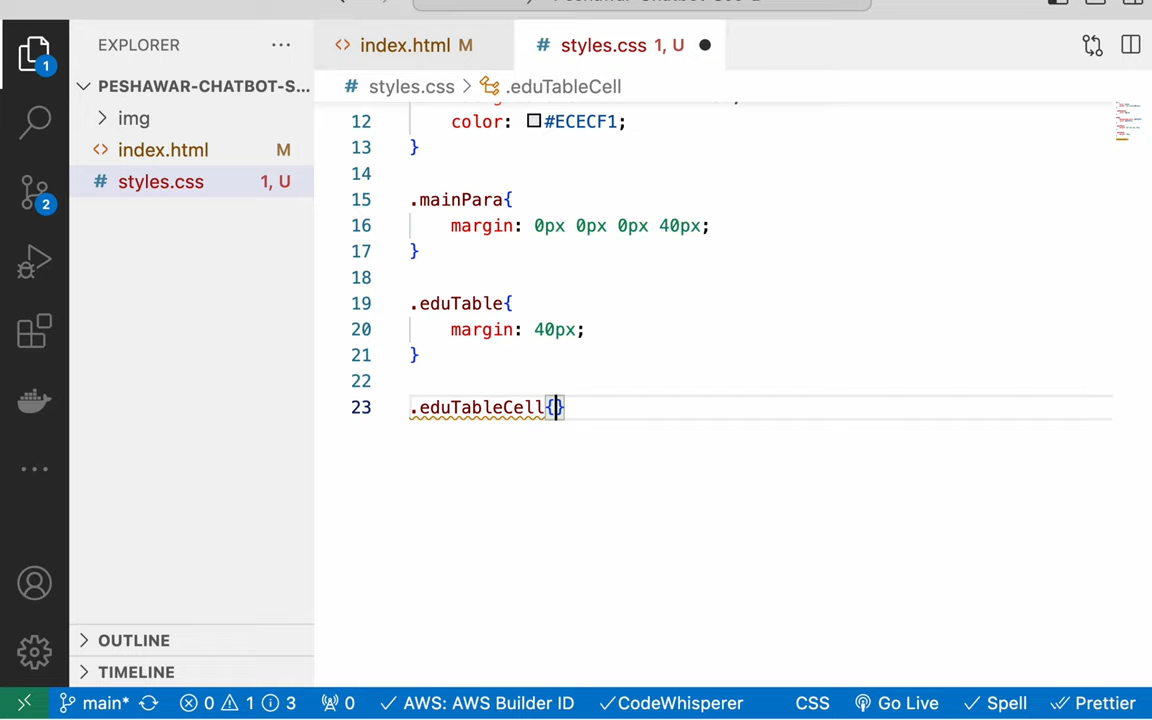 EXPLORER
index.html M
styles.css 1, U
styles.css > .eduTableCell
PESHAWAR-CHATBOT-S...
img
index.html M
styles.css 1, U
12 color: #ECECF1;
13 }
14
15 .mainPara{
16 margin: 0px 0px 0px 40px;
17 }
18
19 .eduTable{
20 margin: 40px;
21 }
22
23 .eduTableCell{}
1
2
OUTLINE
TIMELINE
main* 0 1 3 0 AWS: AWS Builder ID CodeWhisperer CSS Go Live Spell Prettier